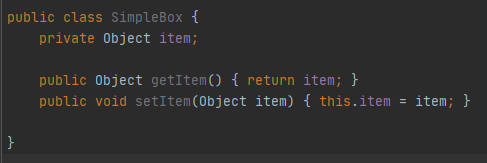 public class SimpleBox {
    private Object item;

    public Object getItem() { return item; }
    public void setItem(Object item) { this.item = item; }

}